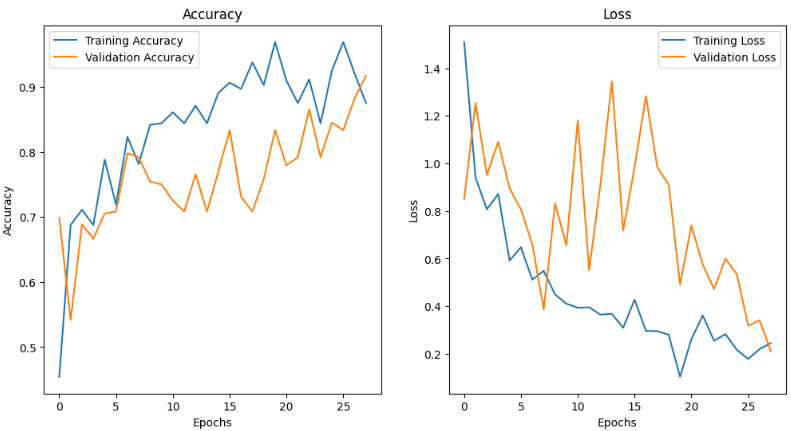 Accuracy
Training Accuracy
Validation Accuracy
0.9
0.8
0.7
0.6
0.5
Accuracy
0
5
10
15
20
25
Epochs
Loss
Training Loss
Validation Loss
1.4
1.2
1.0
0.8
0.6
0.4
0.2
Loss
0
5
10
15
20
25
Epochs